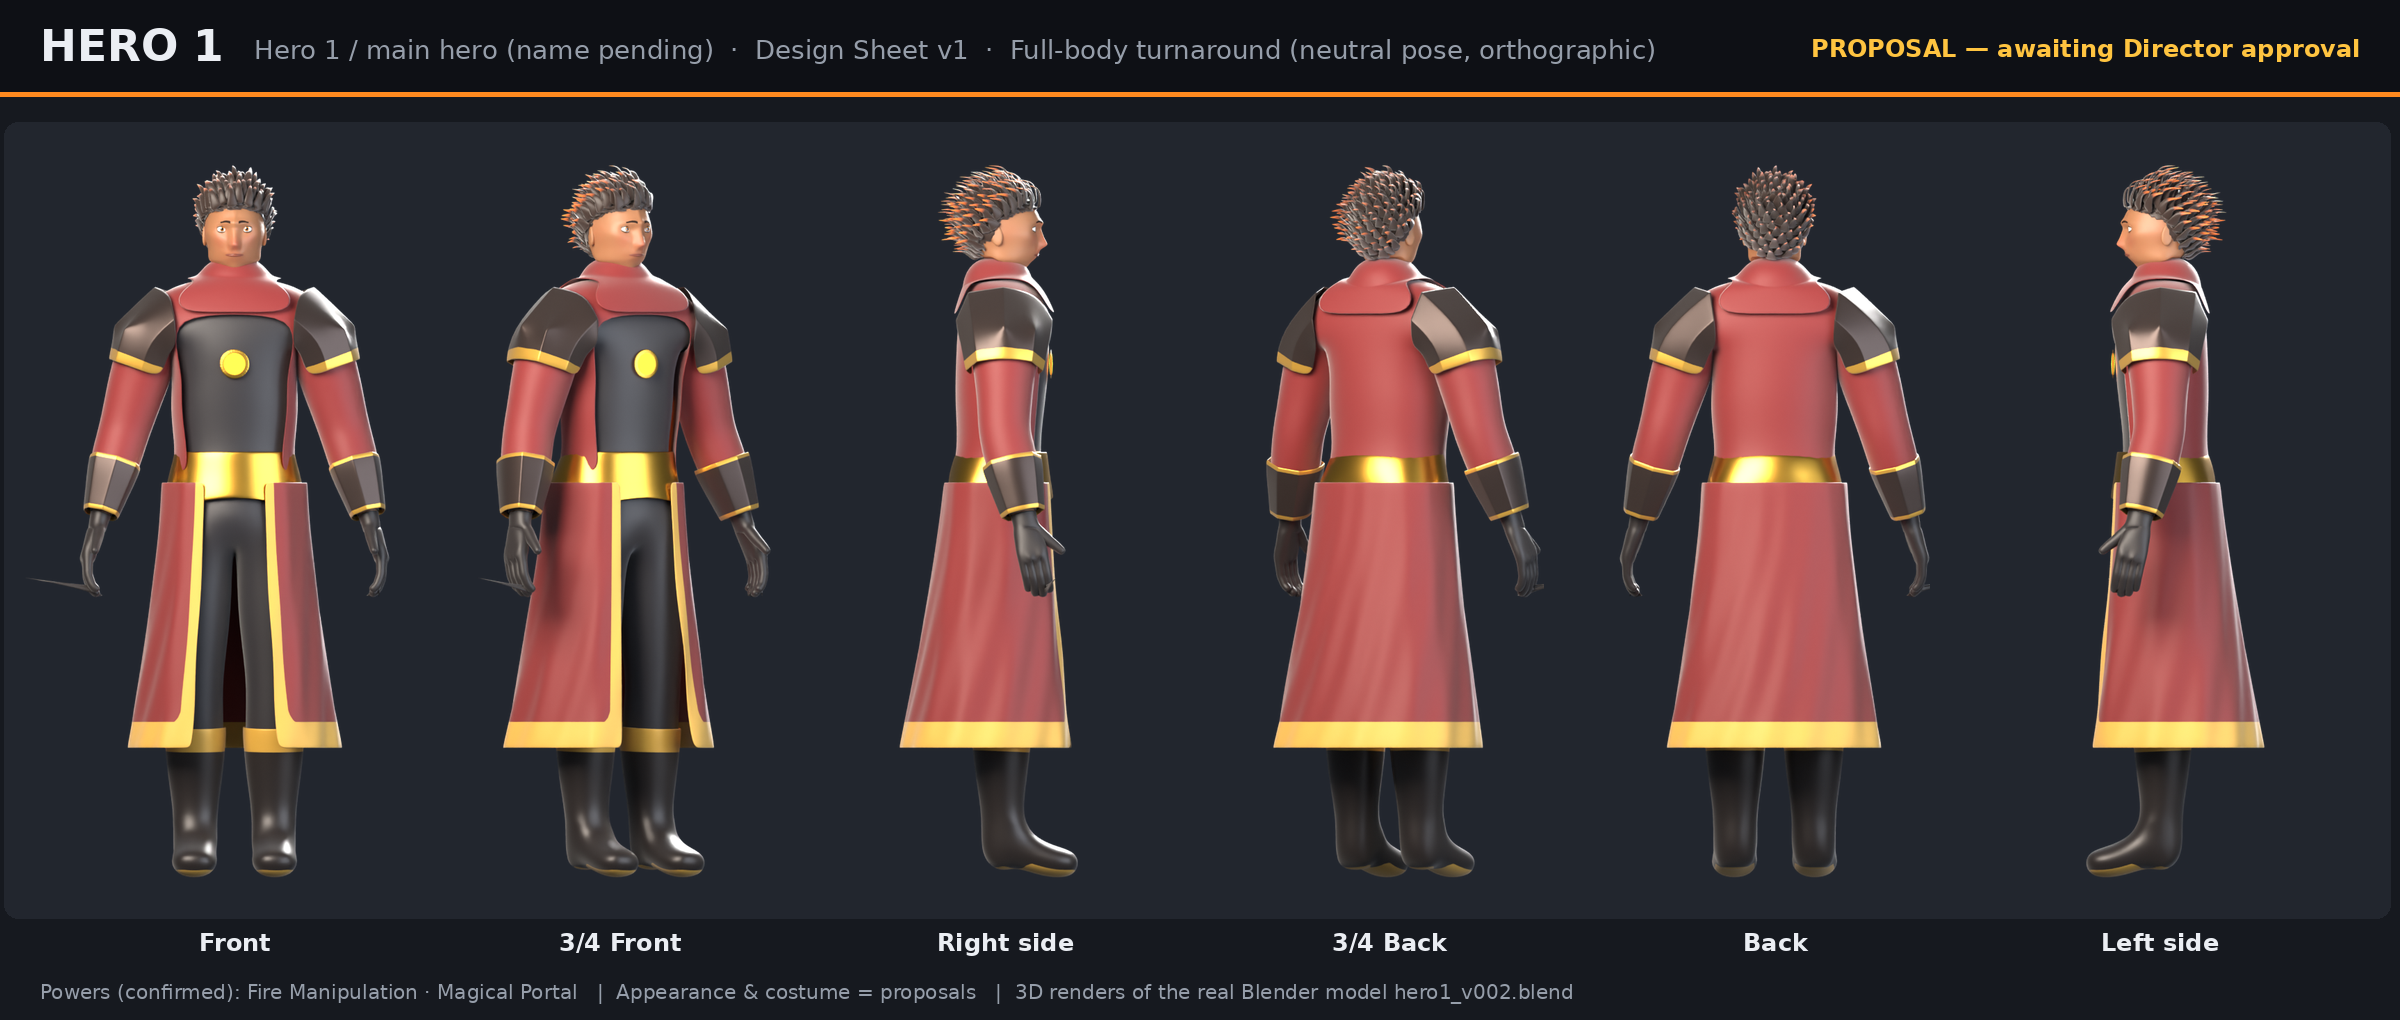 HERO 1 Hero 1 / main hero (name pending) · Design Sheet v1 · Full-body turnaround (neutral pose, orthographic) PROPOSAL — awaiting Director approval
Front 3/4 Front Right side 3/4 Back Back Left side
Powers (confirmed): Fire Manipulation · Magical Portal | Appearance & costume = proposals | 3D renders of the real Blender model hero1_v002.blend